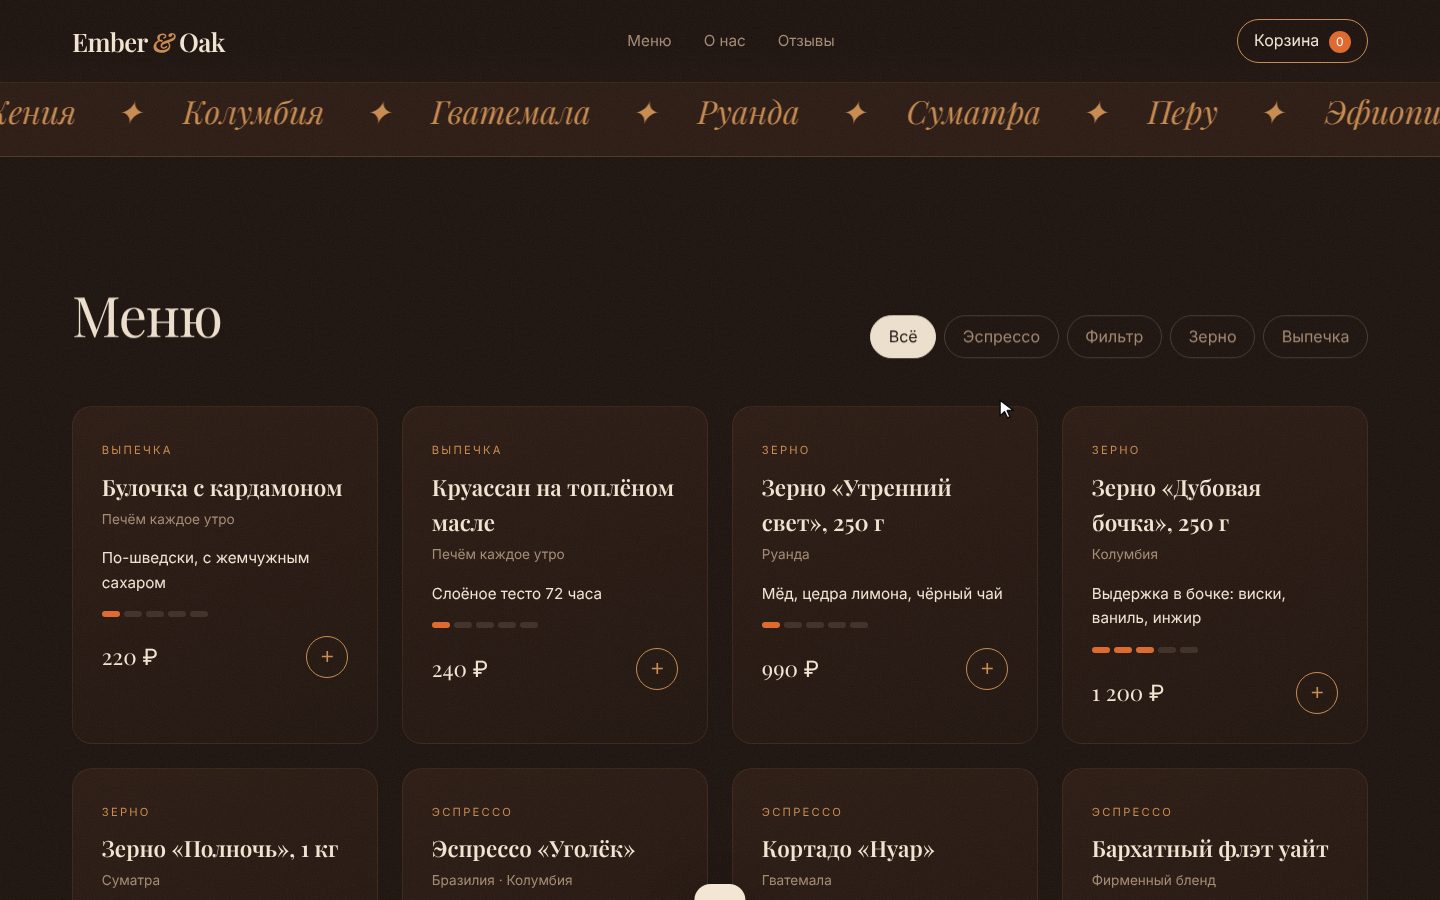 Ember & Oak
Меню
О нас
Отзывы
Корзина 0
Кения ✦ Колумбия ✦ Гватемала ✦ Руанда ✦ Суматра ✦ Перу ✦ Эфиопи
Меню
Всё
Эспрессо
Фильтр
Зерно
Выпечка
ВЫПЕЧКА
Булочка с кардамоном
Печём каждое утро
По-шведски, с жемчужным
сахаром
220 ₽
+
ВЫПЕЧКА
Круассан на топлёном
масле
Печём каждое утро
Слоёное тесто 72 часа
240 ₽
+
ЗЕРНО
Зерно «Утренний
свет», 250 г
Руанда
Мёд, цедра лимона, чёрный чай
990 ₽
+
ЗЕРНО
Зерно «Дубовая
бочка», 250 г
Колумбия
Выдержка в бочке: виски,
ваниль, инжир
1 200 ₽
+
ЗЕРНО
Зерно «Полночь», 1 кг
Суматра
ЭСПРЕССО
Эспрессо «Уголёк»
Бразилия · Колумбия
ЭСПРЕССО
Кортадо «Нуар»
Гватемала
ЭСПРЕССО
Бархатный флэт уайт
Фирменный бленд